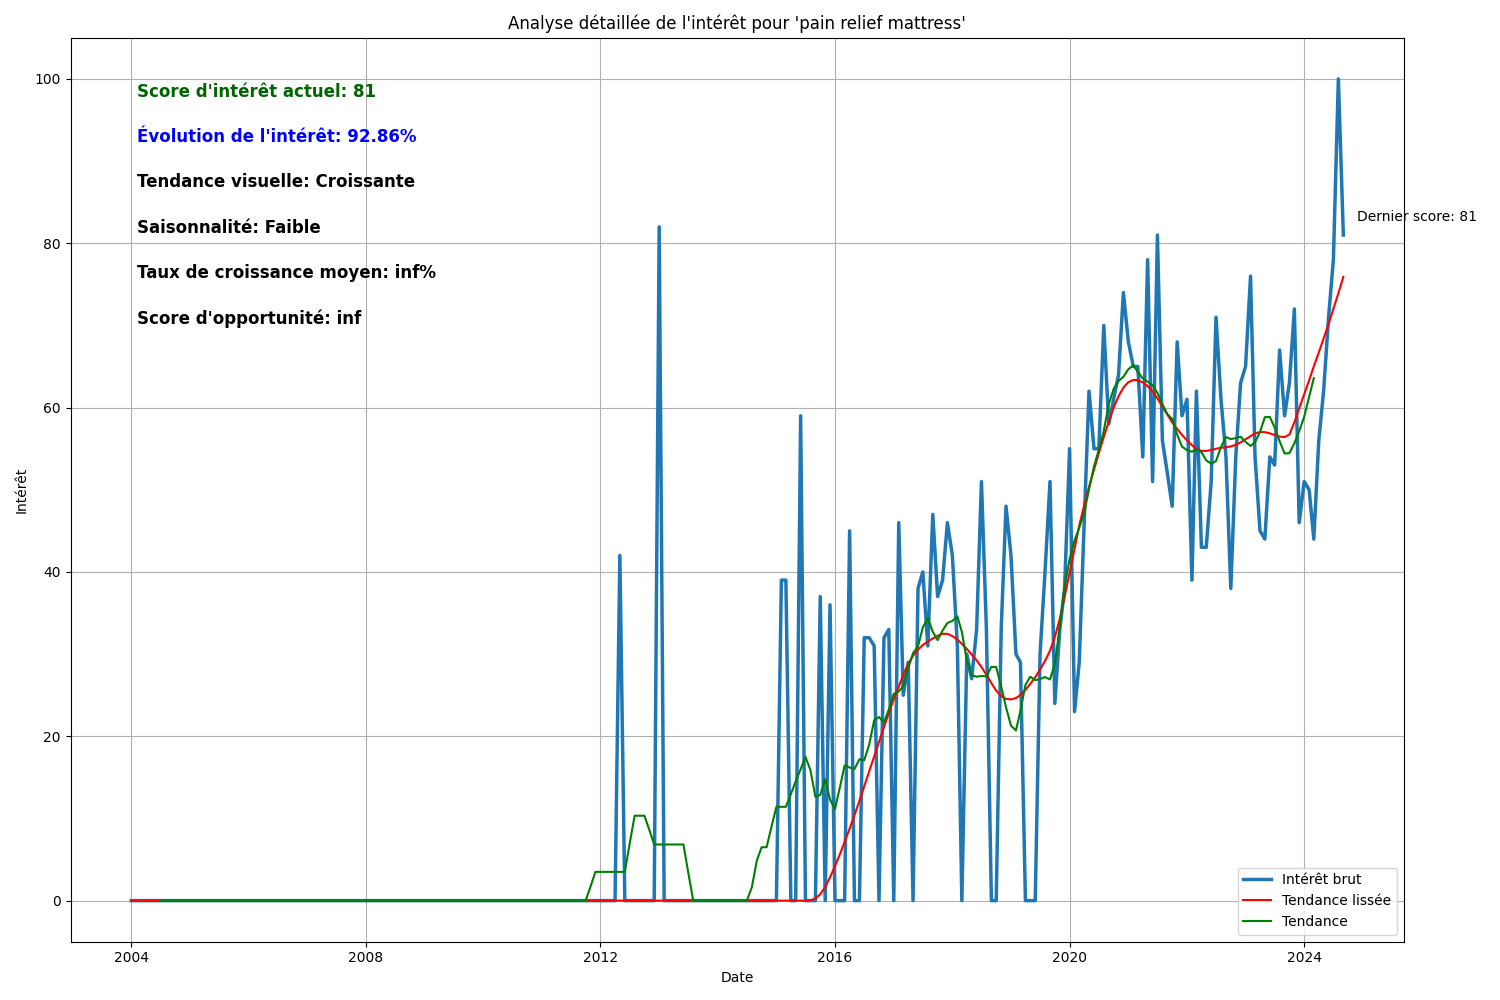 Analyse détaillée de l'intérêt pour 'pain relief mattress'
Score d'intérêt actuel: 81
Évolution de l'intérêt: 92.86%
Tendance visuelle: Croissante
Saisonnalité: Faible
Taux de croissance moyen: inf%
Score d'opportunité: inf
Dernier score: 81
100
80
60
40
20
0
Intérêt
Intérêt brut
Tendance lissée
Tendance
2004
2008
2012
2016
2020
2024
Date